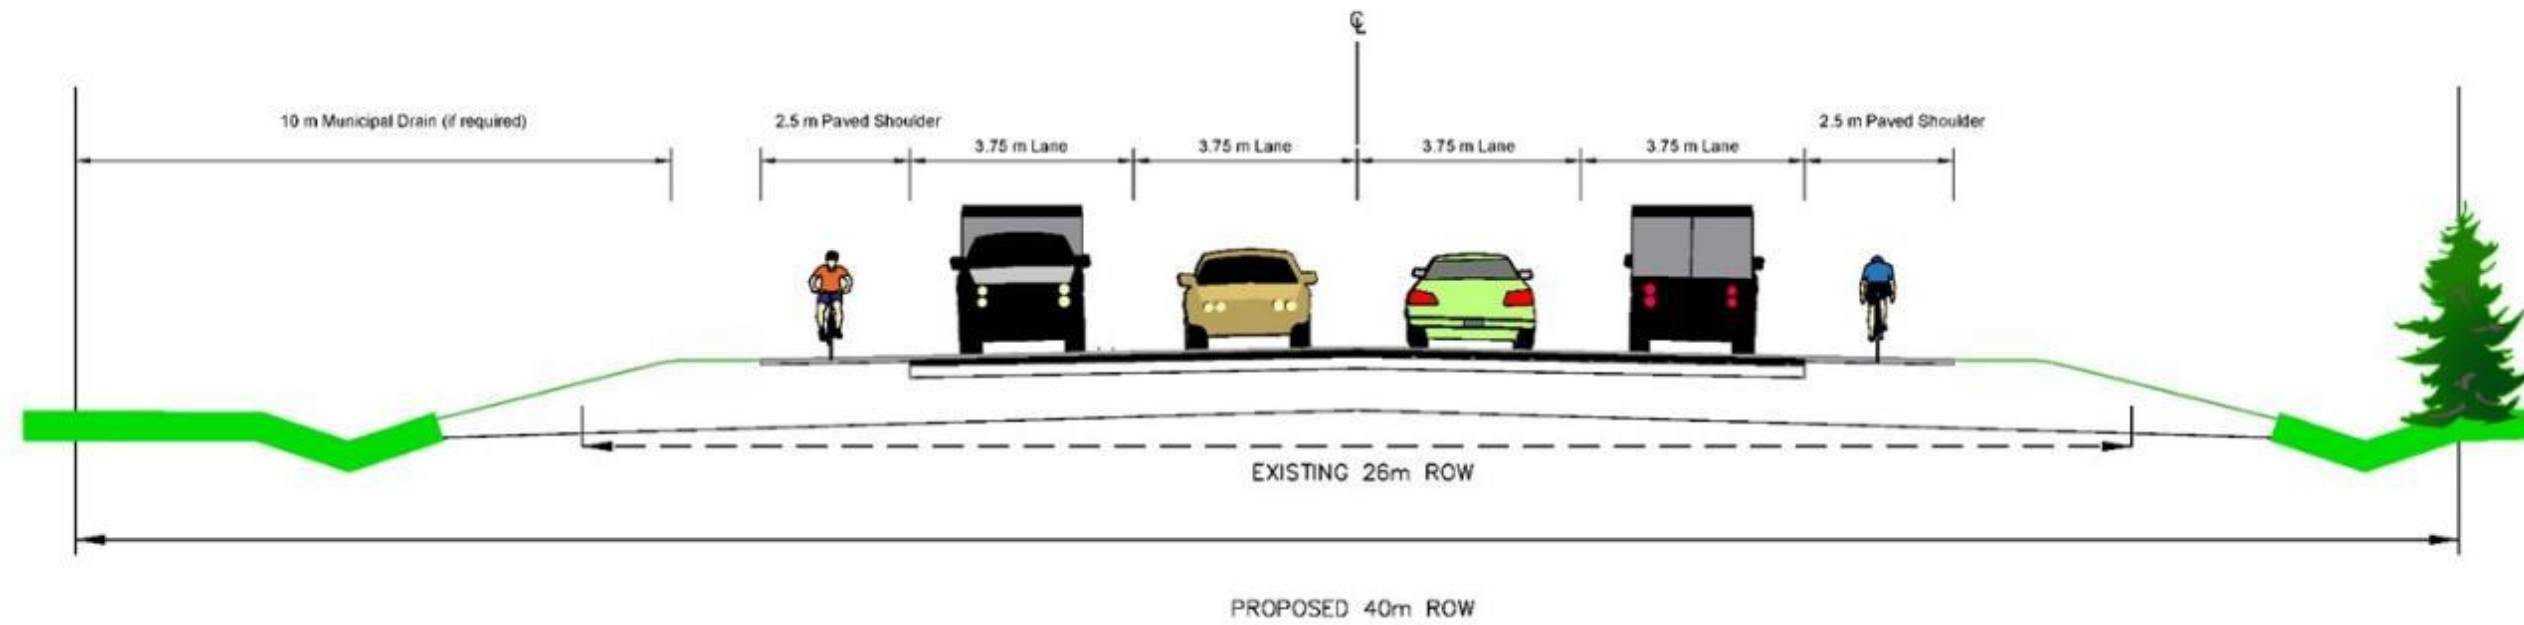 ℄
10 m Municipal Drain (if required)
2.5 m Paved Shoulder
2.5 m Paved Shoulder
3.75 m Lane
3.75 m Lane
3.75 m Lane
3.75 m Lane
EXISTING 26m ROW
PROPOSED 40m ROW